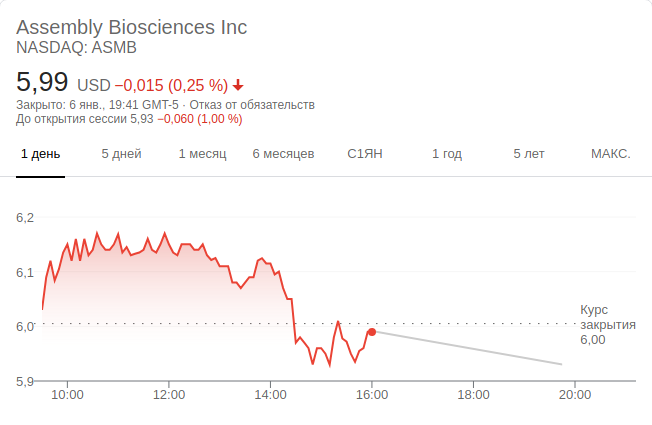 Assembly Biosciences Inc
NASDAQ: ASMB
5,99 USD −0,015 (0,25 %)
Закрыто: 6 янв., 19:41 GMT-5 · Отказ от обязательств
До открытия сессии 5,93 −0,060 (1,00 %)
1 день 5 дней 1 месяц 6 месяцев С1ЯН 1 год 5 лет МАКС.
6,2
6,1
6,0
5,9
Курс
закрытия
6,00
10:00 12:00 14:00 16:00 18:00 20:00